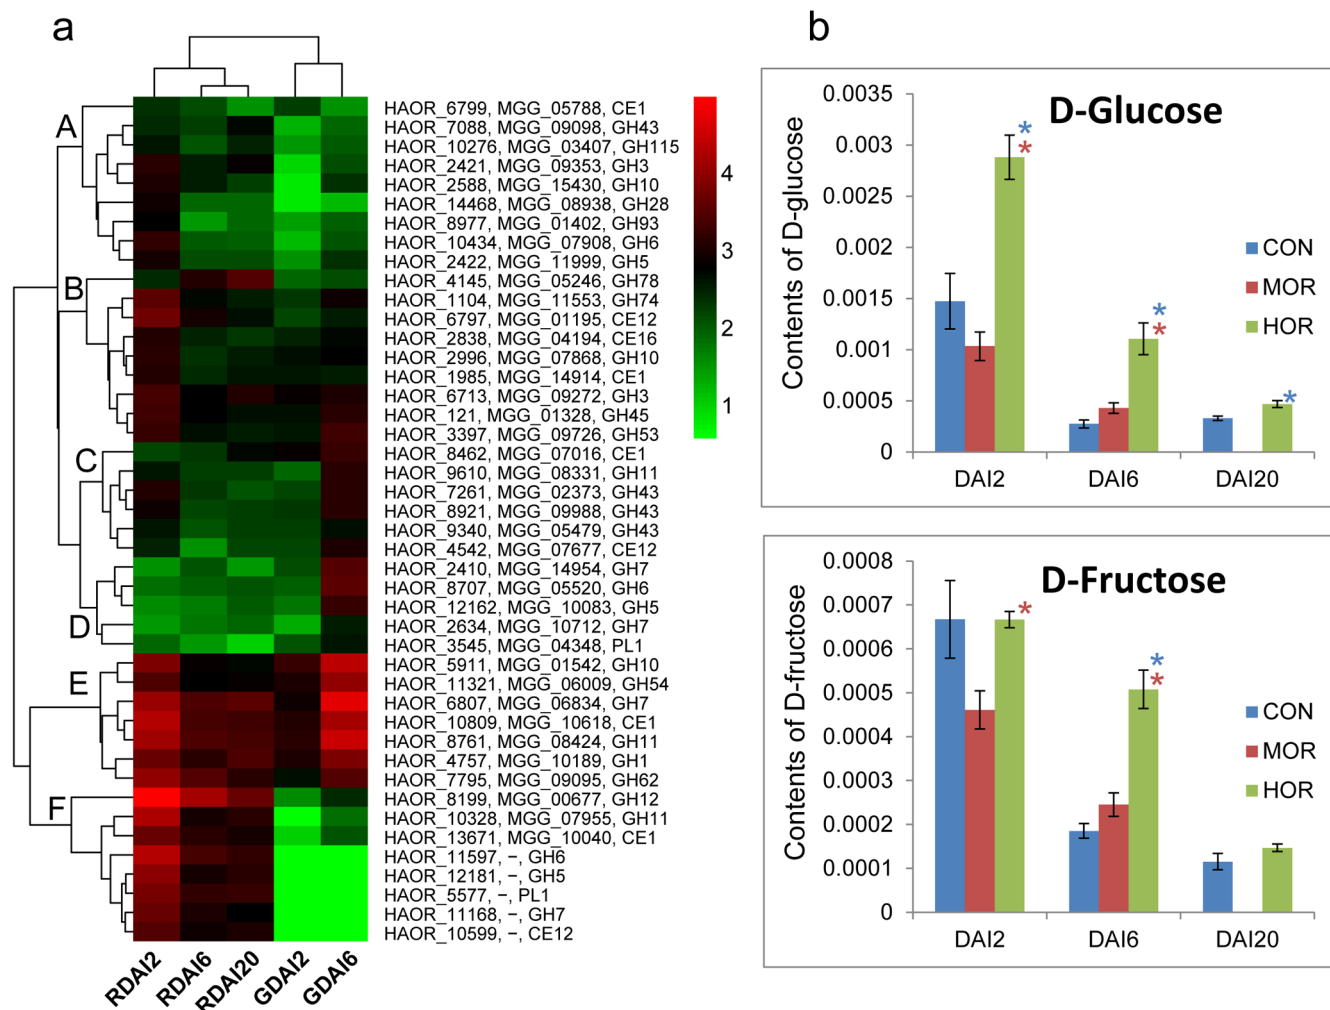 a
A
B
C
D
E
F
HAOR_6799, MGG_05788, CE1
HAOR_7088, MGG_09098, GH43
HAOR_10276, MGG_03407, GH115
HAOR_2421, MGG_09353, GH3
HAOR_2588, MGG_15430, GH10
HAOR_14468, MGG_08938, GH28
HAOR_8977, MGG_01402, GH93
HAOR_10434, MGG_07908, GH6
HAOR_2422, MGG_11999, GH5
HAOR_4145, MGG_05246, GH78
HAOR_1104, MGG_11553, GH74
HAOR_6797, MGG_01195, CE12
HAOR_2838, MGG_04194, CE16
HAOR_2996, MGG_07868, GH10
HAOR_1985, MGG_14914, CE1
HAOR_6713, MGG_09272, GH3
HAOR_121, MGG_01328, GH45
HAOR_3397, MGG_09726, GH53
HAOR_8462, MGG_07016, CE1
HAOR_9610, MGG_08331, GH11
HAOR_7261, MGG_02373, GH43
HAOR_8921, MGG_09988, GH43
HAOR_9340, MGG_05479, GH43
HAOR_4542, MGG_07677, CE12
HAOR_2410, MGG_14954, GH7
HAOR_8707, MGG_05520, GH6
HAOR_12162, MGG_10083, GH5
HAOR_2634, MGG_10712, GH7
HAOR_3545, MGG_04348, PL1
HAOR_5911, MGG_01542, GH10
HAOR_11321, MGG_06009, GH54
HAOR_6807, MGG_06834, GH7
HAOR_10809, MGG_10618, CE1
HAOR_8761, MGG_08424, GH11
HAOR_4757, MGG_10189, GH1
HAOR_7795, MGG_09095, GH62
HAOR_8199, MGG_00677, GH12
HAOR_10328, MGG_07955, GH11
HAOR_13671, MGG_10040, CE1
HAOR_11597, −, GH6
HAOR_12181, −, GH5
HAOR_5577, −, PL1
HAOR_11168, −, GH7
HAOR_10599, −, CE12
RDAI2
RDAI6
RDAI20
GDAI2
GDAI6
4
3
2
1
b
D-Glucose
Contents of D-glucose
0.0035
0.003
0.0025
0.002
0.0015
0.001
0.0005
0
*
*
*
*
*
CON
MOR
HOR
DAI2
DAI6
DAI20
D-Fructose
Contents of D-fructose
0.0008
0.0007
0.0006
0.0005
0.0004
0.0003
0.0002
0.0001
0
*
*
*
CON
MOR
HOR
DAI2
DAI6
DAI20